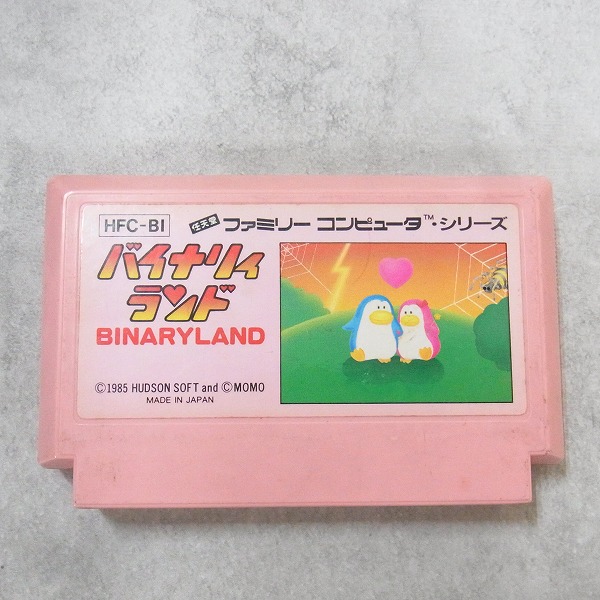 HFC-BI
任天堂 ファミリー コンピュータ™・シリーズ
バイナリィ
ランド
BINARYLAND
©1985 HUDSON SOFT and ©MOMO
MADE IN JAPAN